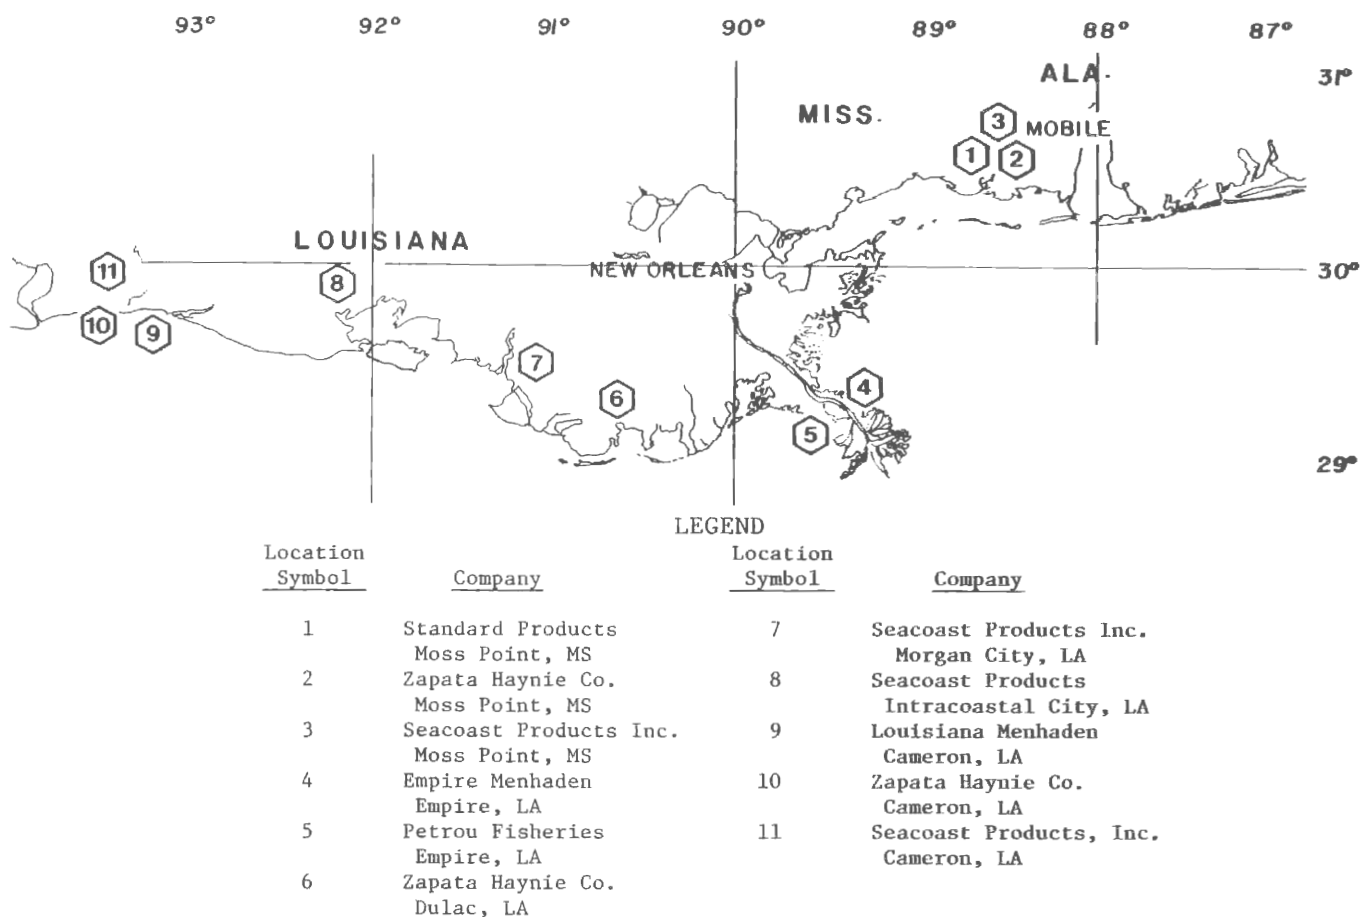 93° 92° 91° 90° 89° 88° 87°
ALA.
31°
MISS.
3
MOBILE
1
2
LOUISIANA
11
NEW ORLEANS
30°
8
10
9
7
6
4
5
29°
LEGEND
Location Location
Symbol Company Symbol Company
1 Standard Products
Moss Point, MS
2 Zapata Haynie Co.
Moss Point, MS
3 Seacoast Products Inc.
Moss Point, MS
4 Empire Menhaden
Empire, LA
5 Petrou Fisheries
Empire, LA
6 Zapata Haynie Co.
Dulac, LA
7 Seacoast Products Inc.
Morgan City, LA
8 Seacoast Products
Intracoastal City, LA
9 Louisiana Menhaden
Cameron, LA
10 Zapata Haynie Co.
Cameron, LA
11 Seacoast Products, Inc.
Cameron, LA